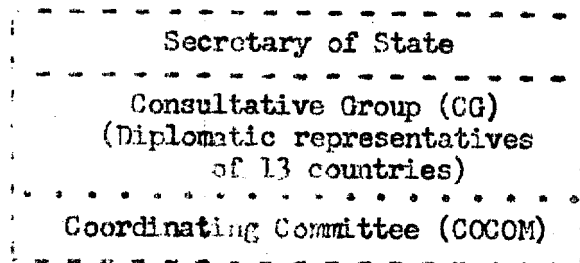 Secretary of State
Consultative Group (CG)
(Diplomatic representatives
of 13 countries)
Coordinating Committee (COCOM)